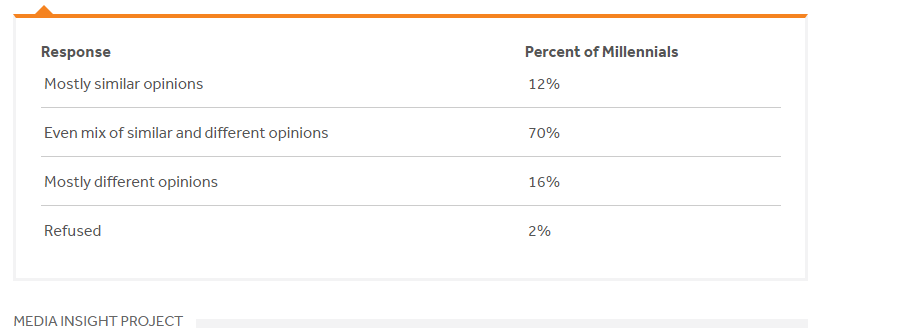 Response Percent of Millennials
Mostly similar opinions 12%
Even mix of similar and different opinions 70%
Mostly different opinions 16%
Refused 2%
MEDIA INSIGHT PROJECT